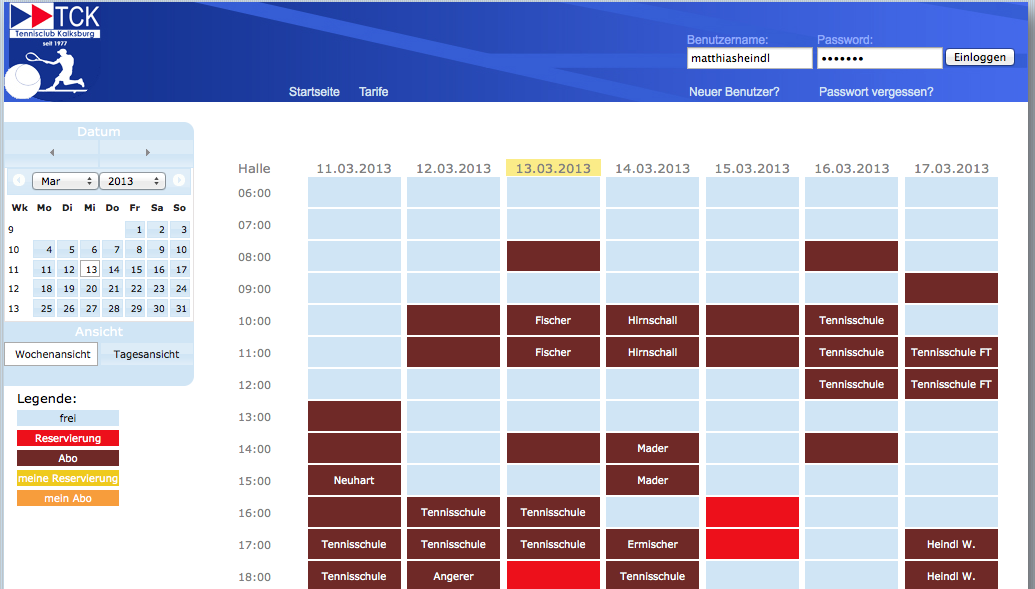 TCK
Tennisclub Kalksburg
seit 1977
Benutzername: Password:
matthiasheindl ••••••• Einloggen
Startseite Tarife Neuer Benutzer? Passwort vergessen?
Datum
Mar 2013
Wk Mo Di Mi Do Fr Sa So
9 1 2 3
10 4 5 6 7 8 9 10
11 11 12 13 14 15 16 17
12 18 19 20 21 22 23 24
13 25 26 27 28 29 30 31
Ansicht
Wochenansicht Tagesansicht
Legende:
frei
Reservierung
Abo
meine Reservierung
mein Abo
Halle 11.03.2013 12.03.2013 13.03.2013 14.03.2013 15.03.2013 16.03.2013 17.03.2013
06:00
07:00
08:00
09:00
10:00 Fischer Hirnschall Tennisschule
11:00 Fischer Hirnschall Tennisschule Tennisschule FT
12:00 Tennisschule Tennisschule FT
13:00
14:00 Mader
15:00 Neuhart Mader
16:00 Tennisschule Tennisschule
17:00 Tennisschule Tennisschule Tennisschule Ermischer Heindl W.
18:00 Tennisschule Angerer Tennisschule Heindl W.